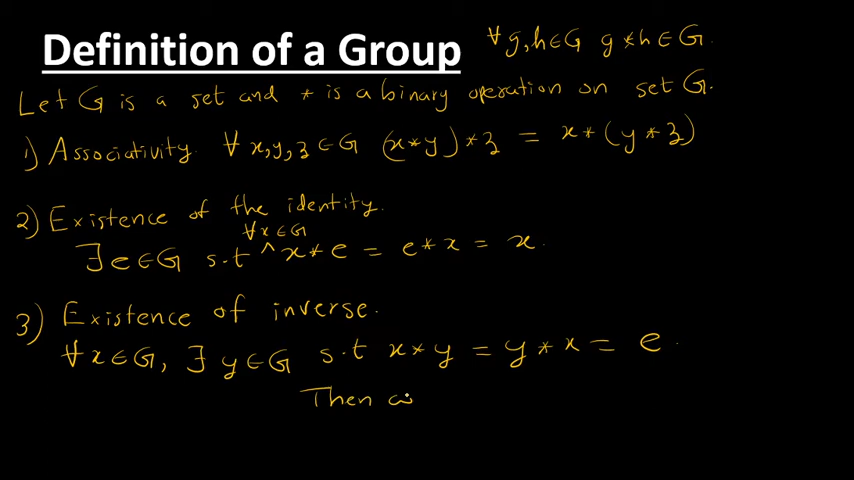 Definition of a Group
∀ g,h∈G g*h∈G.
Let G is a set and * is a binary operation on set G.
1) Associativity. ∀ x,y,z ∈ G (x*y)*z = x*(y*z)
2) Existence of the identity.
∀x∈G
∃ e∈G s.t ^ x*e = e*x = x.
3) Existence of inverse.
∀x∈G, ∃ y∈G s.t x*y = y*x = e.
Then